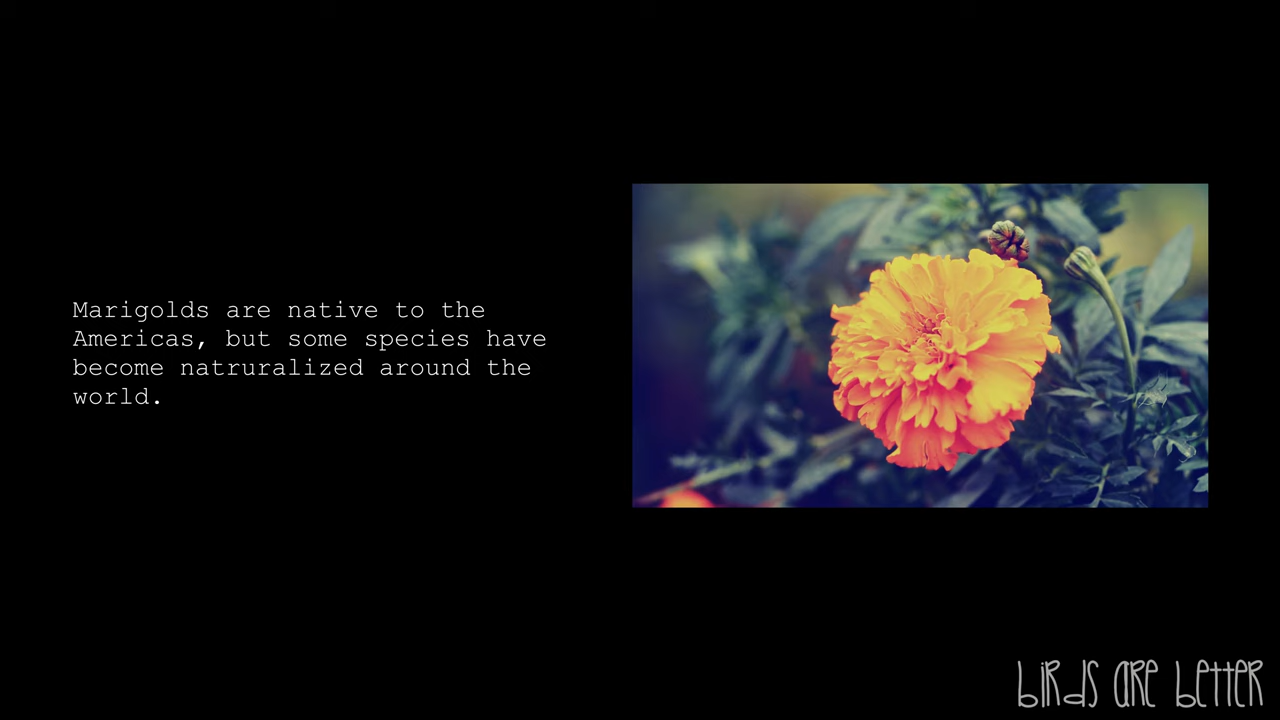 Marigolds are native to the
Americas, but some species have
become natruralized around the
world.
birds are better